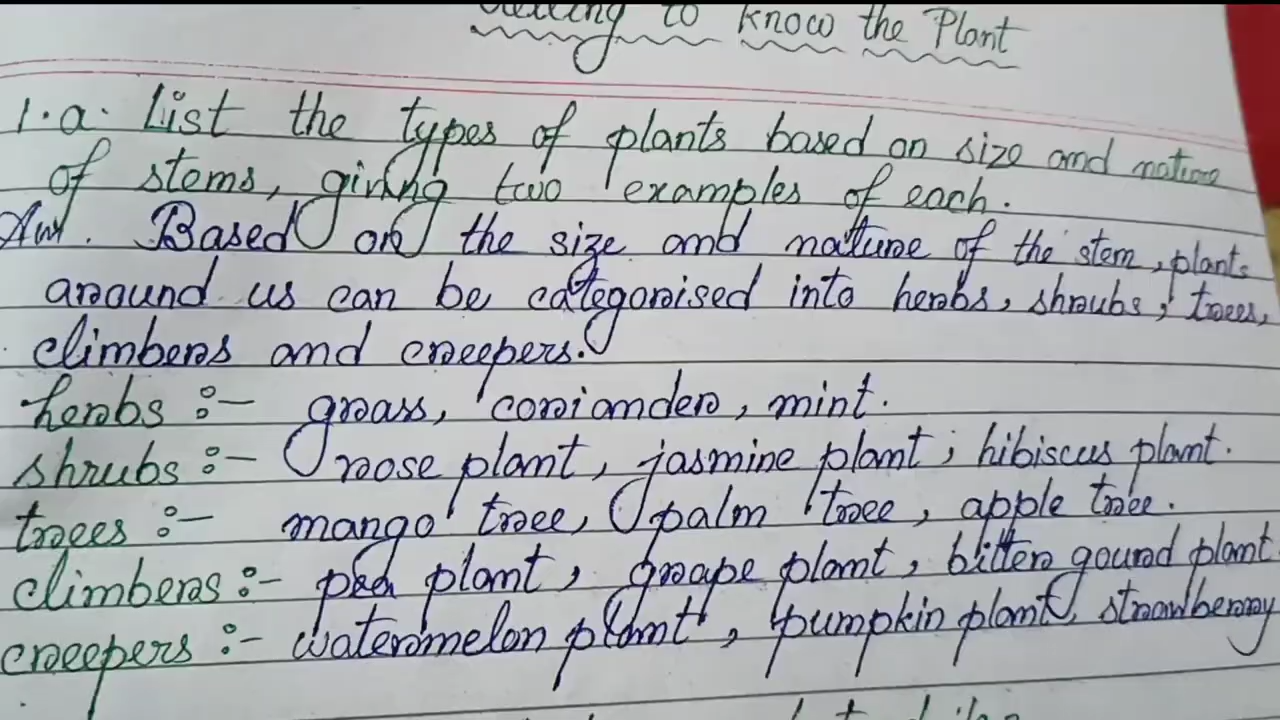 Getting to know the Plant
1. a. List the types of plants based on size and nature
of stems, giving two examples of each.
Ans. Based on the size and nature of the stem, plants
around us can be categorised into herbs, shrubs, trees,
climbers and creepers.
herbs :- grass, coriander, mint.
shrubs :- rose plant, jasmine plant, hibiscus plant.
trees :- mango tree, palm tree, apple tree.
climbers :- pea plant, grape plant, bitter gourd plant
creepers :- watermelon plant, pumpkin plant, strawberry